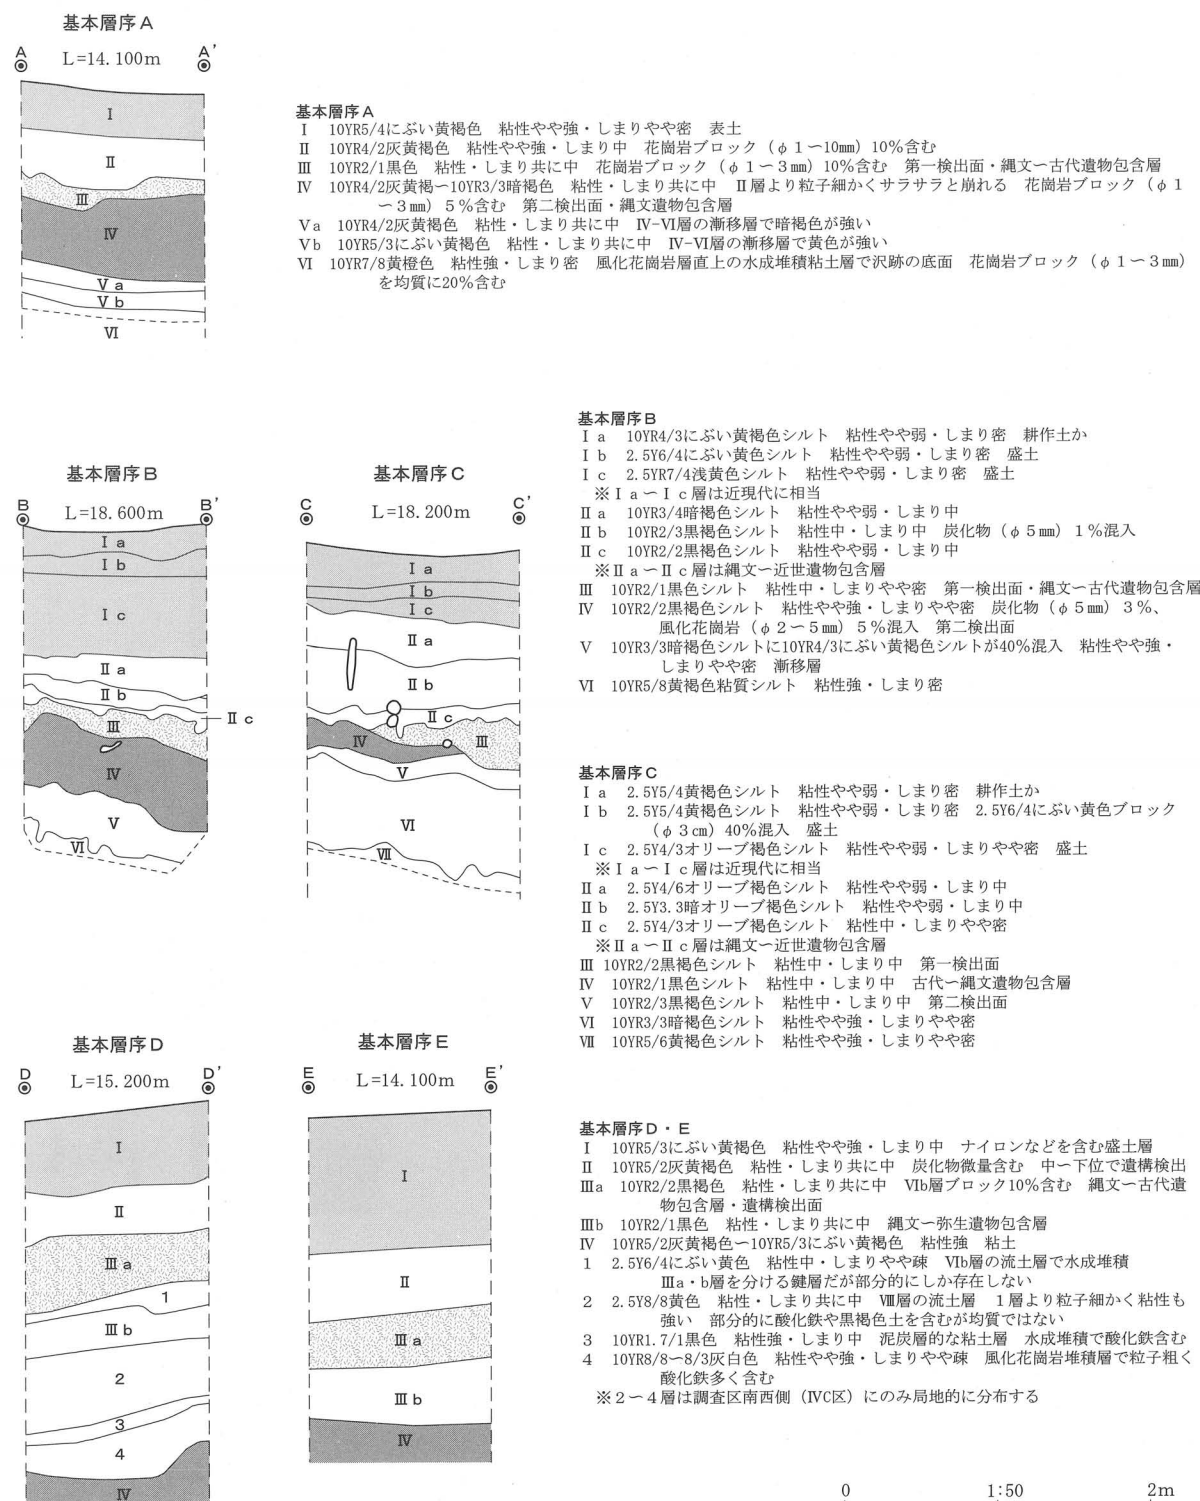 基本層序A
A A'
L=14.100m
Ⅰ
Ⅱ
Ⅲ
Ⅳ
Ⅴa
Ⅴb
Ⅵ
基本層序A
Ⅰ 10YR5/4にぶい黄褐色 粘性やや強・しまりやや密 表土
Ⅱ 10YR4/2灰黄褐色 粘性やや強・しまり中 花崗岩ブロック（φ1〜10mm）10%含む
Ⅲ 10YR2/1黒色 粘性・しまり共に中 花崗岩ブロック（φ1〜3mm）10%含む 第一検出面・縄文〜古代遺物包含層
Ⅳ 10YR4/2灰黄褐〜10YR3/3暗褐色 粘性・しまり共に中 Ⅱ層より粒子細かくサラサラと崩れる 花崗岩ブロック（φ1
〜3mm）5％含む 第二検出面・縄文遺物包含層
Ⅴa 10YR4/2灰黄褐色 粘性・しまり共に中 Ⅳ-Ⅵ層の漸移層で暗褐色が強い
Ⅴb 10YR5/3にぶい黄褐色 粘性・しまり共に中 Ⅳ-Ⅵ層の漸移層で黄色が強い
Ⅵ 10YR7/8黄橙色 粘性強・しまり密 風化花崗岩層直上の水成堆積粘土層で沢跡の底面 花崗岩ブロック（φ1〜3mm）
を均質に20%含む
基本層序B
B B'
L=18.600m
Ⅰa
Ⅰb
Ⅰc
Ⅱa
Ⅱb
Ⅱc
Ⅲ
Ⅳ
Ⅴ
Ⅵ
基本層序C
C C'
L=18.200m
Ⅰa
Ⅰb
Ⅰc
Ⅱa
Ⅱb
Ⅱc
Ⅲ
Ⅳ
Ⅴ
Ⅵ
Ⅶ
基本層序B
Ⅰa 10YR4/3にぶい黄褐色シルト 粘性やや弱・しまり密 耕作土か
Ⅰb 2.5Y6/4にぶい黄色シルト 粘性やや弱・しまり密 盛土
Ⅰc 2.5YR7/4浅黄色シルト 粘性やや弱・しまり密 盛土
※Ⅰa〜Ⅰc層は近現代に相当
Ⅱa 10YR3/4暗褐色シルト 粘性やや弱・しまり中
Ⅱb 10YR2/3黒褐色シルト 粘性中・しまり中 炭化物（φ5mm）1％混入
Ⅱc 10YR2/2黒褐色シルト 粘性やや弱・しまり中
※Ⅱa〜Ⅱc層は縄文〜近世遺物包含層
Ⅲ 10YR2/1黒色シルト 粘性中・しまりやや密 第一検出面・縄文〜古代遺物包含層
Ⅳ 10YR2/2黒褐色シルト 粘性やや強・しまりやや密 炭化物（φ5mm）3％、
風化花崗岩（φ2〜5mm）5％混入 第二検出面
Ⅴ 10YR3/3暗褐色シルトに10YR4/3にぶい黄褐色シルトが40%混入 粘性やや強・
しまりやや密 漸移層
Ⅵ 10YR5/8黄褐色粘質シルト 粘性強・しまり密
基本層序C
Ⅰa 2.5Y5/4黄褐色シルト 粘性やや弱・しまり密 耕作土か
Ⅰb 2.5Y5/4黄褐色シルト 粘性やや弱・しまり密 2.5Y6/4にぶい黄色ブロック
（φ3㎝）40%混入 盛土
Ⅰc 2.5Y4/3オリーブ褐色シルト 粘性やや弱・しまりやや密 盛土
※Ⅰa〜Ⅰc層は近現代に相当
Ⅱa 2.5Y4/6オリーブ褐色シルト 粘性やや弱・しまり中
Ⅱb 2.5Y3.3暗オリーブ褐色シルト 粘性やや弱・しまり中
Ⅱc 2.5Y4/3オリーブ褐色シルト 粘性中・しまりやや密
※Ⅱa〜Ⅱc層は縄文〜近世遺物包含層
Ⅲ 10YR2/2黒褐色シルト 粘性中・しまり中 第一検出面
Ⅳ 10YR2/1黒色シルト 粘性中・しまり中 古代〜縄文遺物包含層
Ⅴ 10YR2/3黒褐色シルト 粘性中・しまり中 第二検出面
Ⅵ 10YR3/3暗褐色シルト 粘性やや強・しまりやや密
Ⅶ 10YR5/6黄褐色シルト 粘性やや強・しまりやや密
基本層序D
D D'
L=15.200m
Ⅰ
Ⅱ
Ⅲa
1
Ⅲb
2
3
4
Ⅳ
基本層序E
E E'
L=14.100m
Ⅰ
Ⅱ
Ⅲa
Ⅲb
Ⅳ
基本層序D・E
Ⅰ 10YR5/3にぶい黄褐色 粘性やや強・しまり中 ナイロンなどを含む盛土層
Ⅱ 10YR5/2灰黄褐色 粘性・しまり共に中 炭化物微量含む 中〜下位で遺構検出
Ⅲa 10YR2/2黒褐色 粘性・しまり共に中 Ⅵb層ブロック10%含む 縄文〜古代遺
物包含層・遺構検出面
Ⅲb 10YR2/1黒色 粘性・しまり共に中 縄文〜弥生遺物包含層
Ⅳ 10YR5/2灰黄褐色〜10YR5/3にぶい黄褐色 粘性強 粘土
1 2.5Y6/4にぶい黄色 粘性中・しまりやや疎 Ⅵb層の流土層で水成堆積
Ⅲa・b層を分ける鍵層だが部分的にしか存在しない
2 2.5Y8/8黄色 粘性・しまり共に中 Ⅷ層の流土層 1層より粒子細かく粘性も
強い 部分的に酸化鉄や黒褐色土を含むが均質ではない
3 10YR1.7/1黒色 粘性強・しまり中 泥炭層的な粘土層 水成堆積で酸化鉄含む
4 10YR8/8〜8/3灰白色 粘性やや強・しまりやや疎 風化花崗岩堆積層で粒子粗く
酸化鉄多く含む
※2〜4層は調査区南西側（ⅣC区）にのみ局地的に分布する
0 1:50 2m